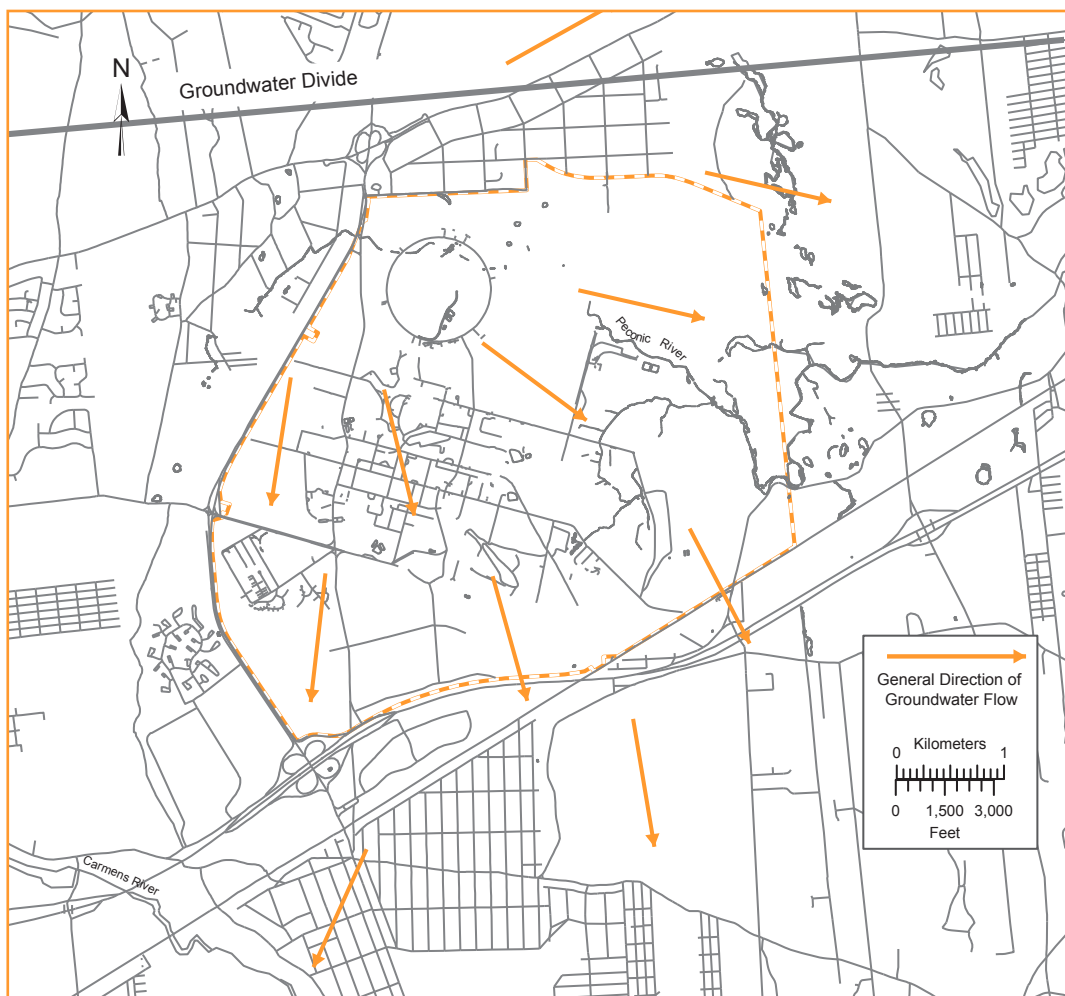 N
Groundwater Divide
Peconic River
General Direction of
Groundwater Flow
0 Kilometers 1
0 1,500 3,000
Feet
Carmens River